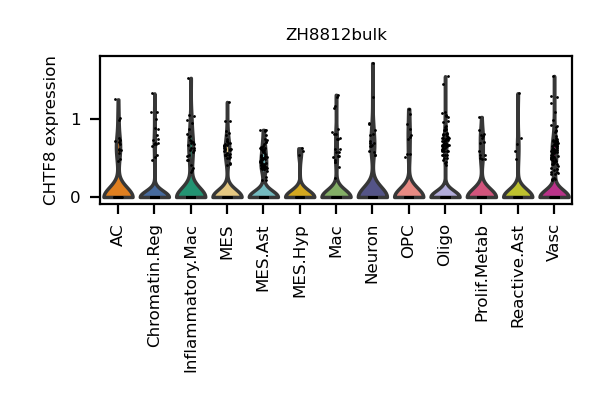 ZH8812bulk
CHTF8 expression
1
0
AC
Chromatin.Reg
Inflammatory.Mac
MES
MES.Ast
MES.Hyp
Mac
Neuron
OPC
Oligo
Prolif.Metab
Reactive.Ast
Vasc